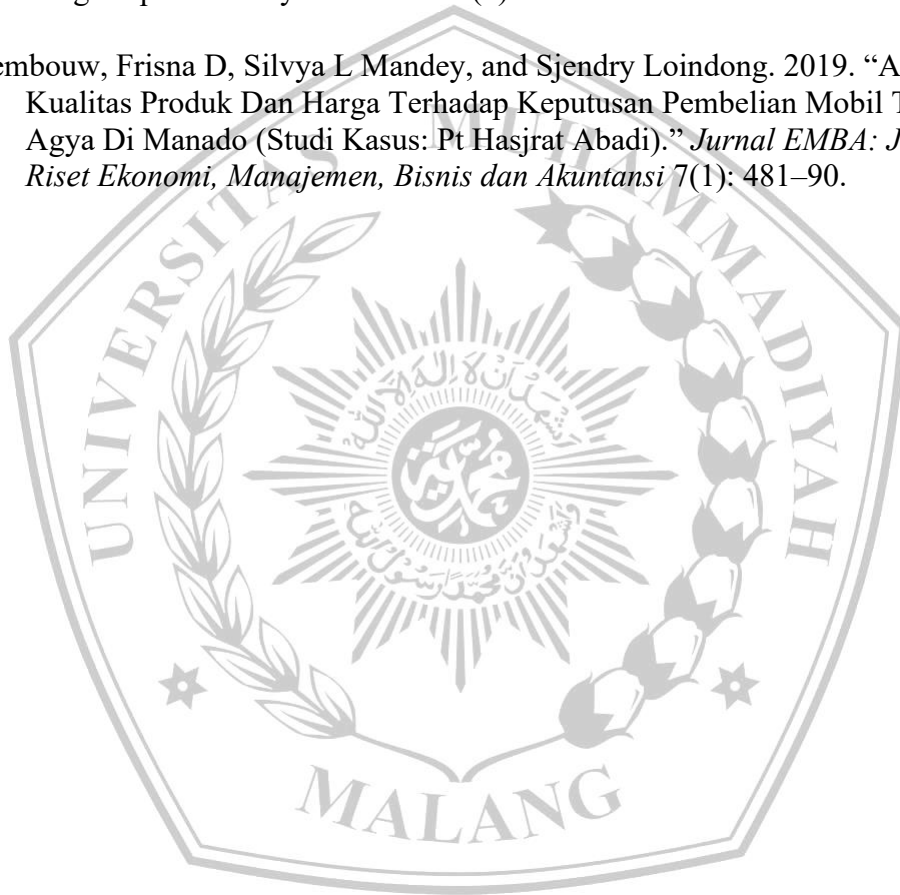 embouw, Frisna D, Silvya L Mandey, and Sjendry Loindong. 2019. “A
Kualitas Produk Dan Harga Terhadap Keputusan Pembelian Mobil T
Agya Di Manado (Studi Kasus: Pt Hasjrat Abadi).” Jurnal EMBA: J
Riset Ekonomi, Manajemen, Bisnis dan Akuntansi 7(1): 481–90.
UNIVERSITAS MUHAMMADIYAH
MALANG